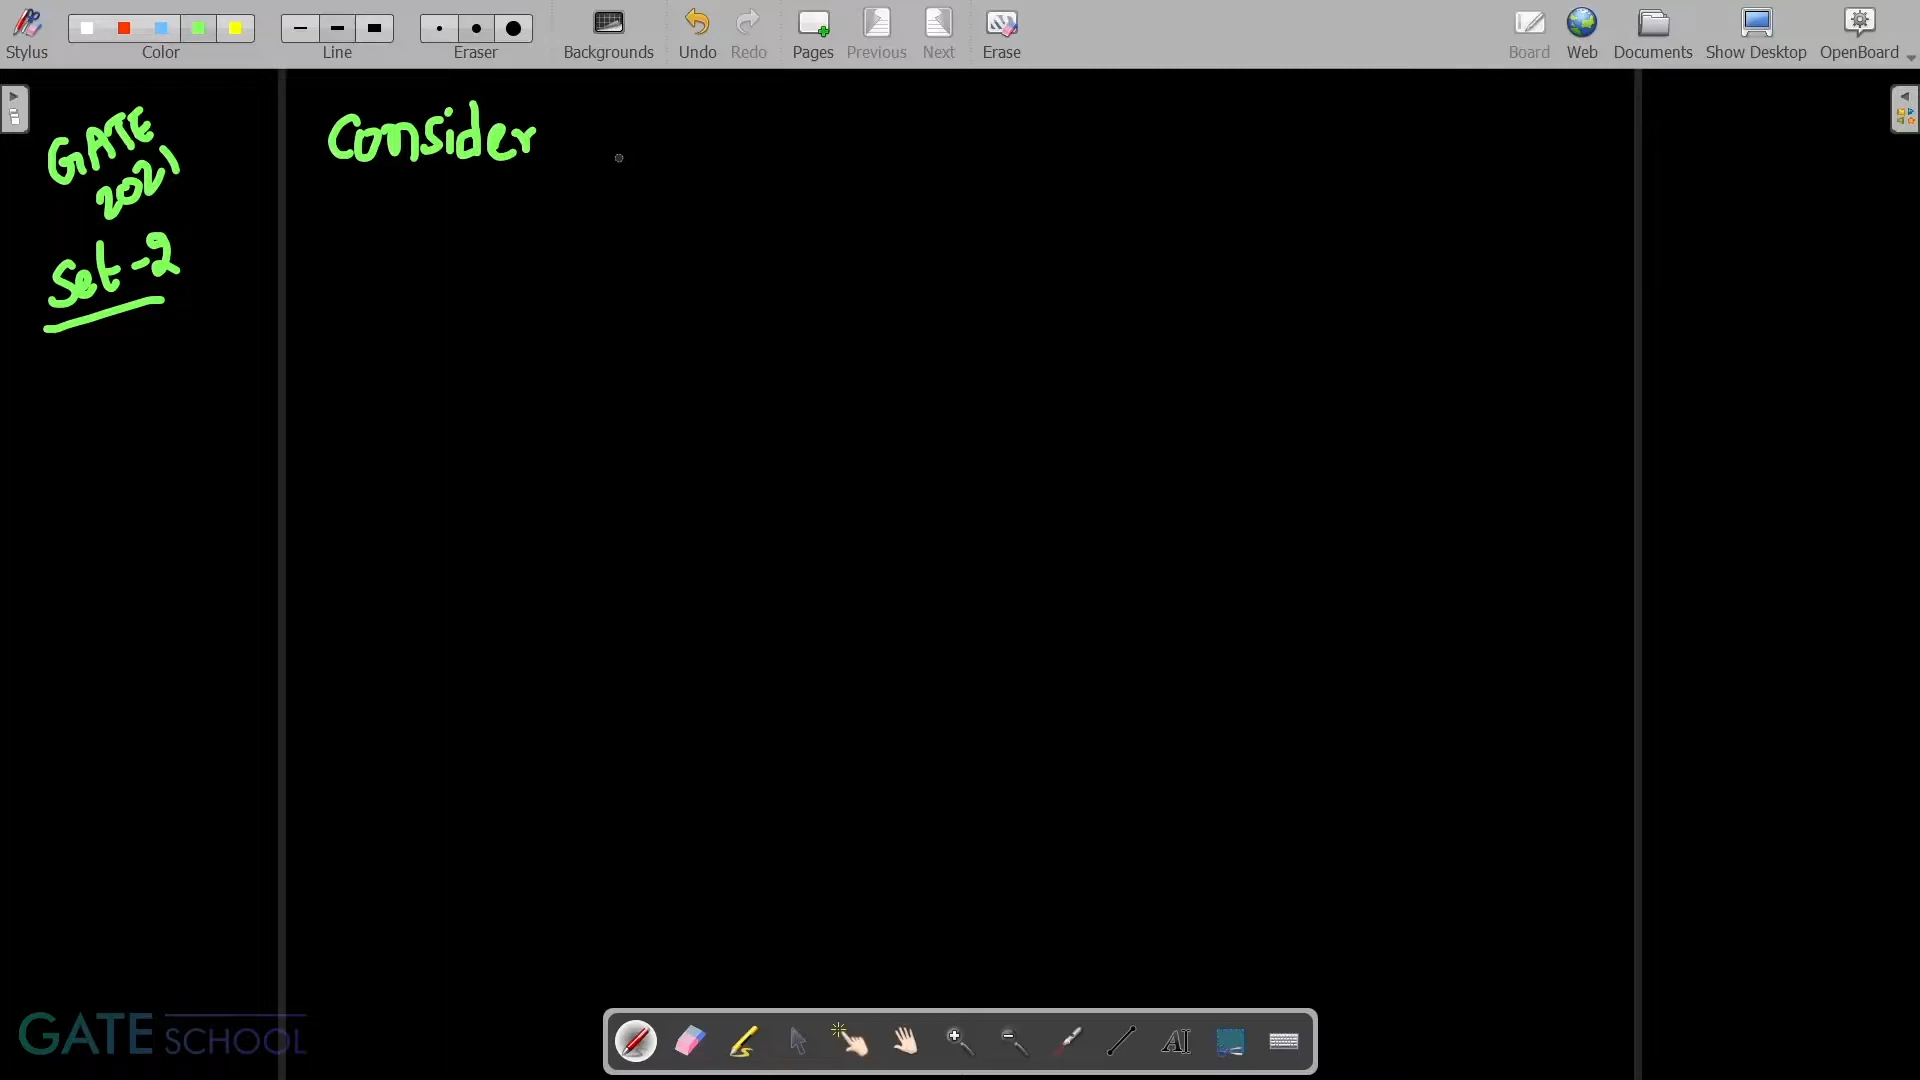 Stylus
Color
Line
Eraser
Backgrounds
Undo
Redo
Pages
Previous
Next
Erase
Board
Web
Documents
Show Desktop
OpenBoard
GATE
2021
Set-2
Consider
GATE SCHOOL
AI